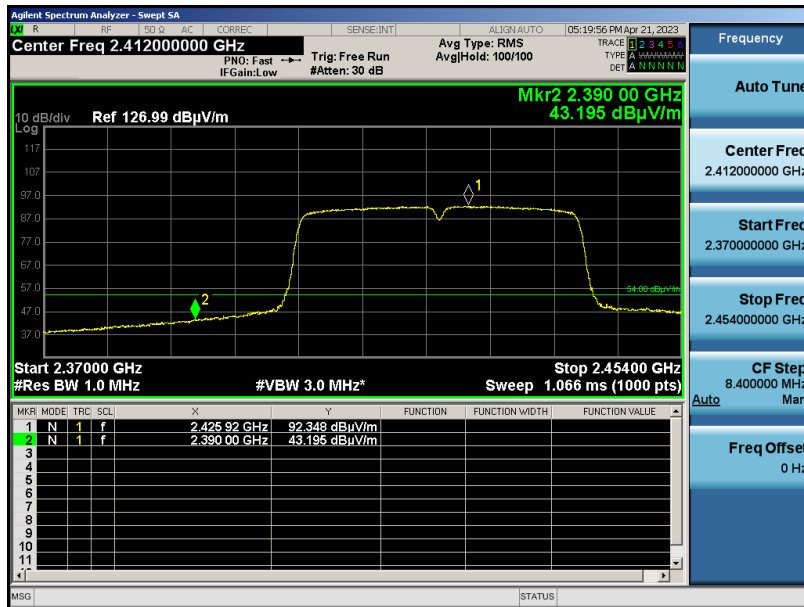 Agilent Spectrum Analyzer - Swept SA
LXI R RF 50 Ω AC CORREC SENSE:INT ALIGN AUTO 05:19:56 PM Apr 21, 2023
Center Freq 2.412000000 GHz
PNO: Fast
IFGain:Low
Trig: Free Run
#Atten: 30 dB
Avg Type: RMS
Avg|Hold: 100/100
TRACE 1 2 3 4 5 6
TYPE A
DET A N N N N N
Mkr2 2.390 00 GHz
43.195 dBµV/m
10 dB/div Ref 126.99 dBµV/m
Log
117
107
97.0
87.0
77.0
67.0
57.0
47.0
37.0
1
2
54.00 dBµV/m
Start 2.37000 GHz Stop 2.45400 GHz
#Res BW 1.0 MHz #VBW 3.0 MHz* Sweep 1.066 ms (1000 pts)
MKR MODE TRC SCL X Y FUNCTION FUNCTION WIDTH FUNCTION VALUE
1 N 1 f 2.425 92 GHz 92.348 dBµV/m
2 N 1 f 2.390 00 GHz 43.195 dBµV/m
3
4
5
6
7
8
9
10
11
MSG STATUS
Frequency
Auto Tune
Center Freq
2.412000000 GHz
Start Freq
2.370000000 GHz
Stop Freq
2.454000000 GHz
CF Step
8.400000 MHz
Auto Man
Freq Offset
0 Hz